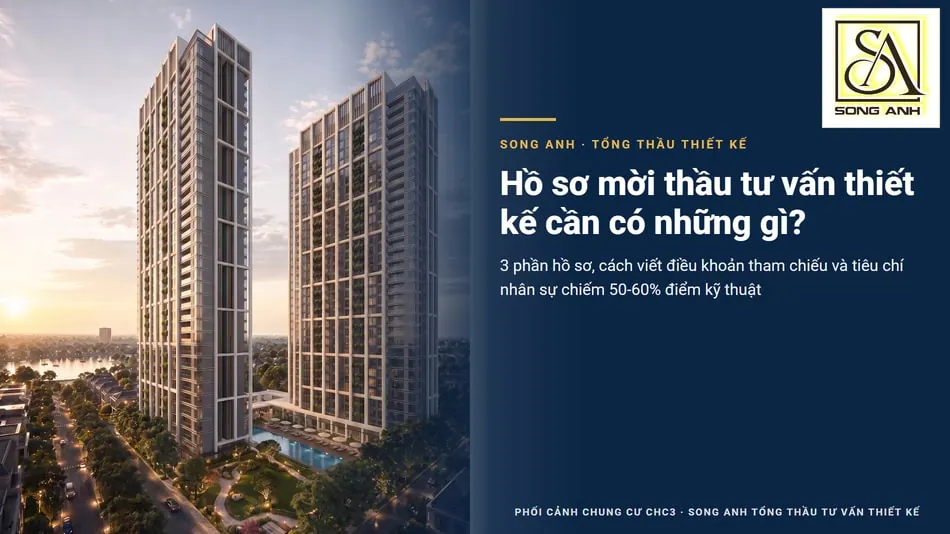 SA
SONG ANH
SONG ANH · TỔNG THẦU THIẾT KẾ
Hồ sơ mời thầu tư vấn thiết
kế cần có những gì?
3 phần hồ sơ, cách viết điều khoản tham chiếu và tiêu chí
nhân sự chiếm 50-60% điểm kỹ thuật
PHỐI CẢNH CHUNG CƯ CHC3 · SONG ANH TỔNG THẦU TƯ VẤN THIẾT KẾ